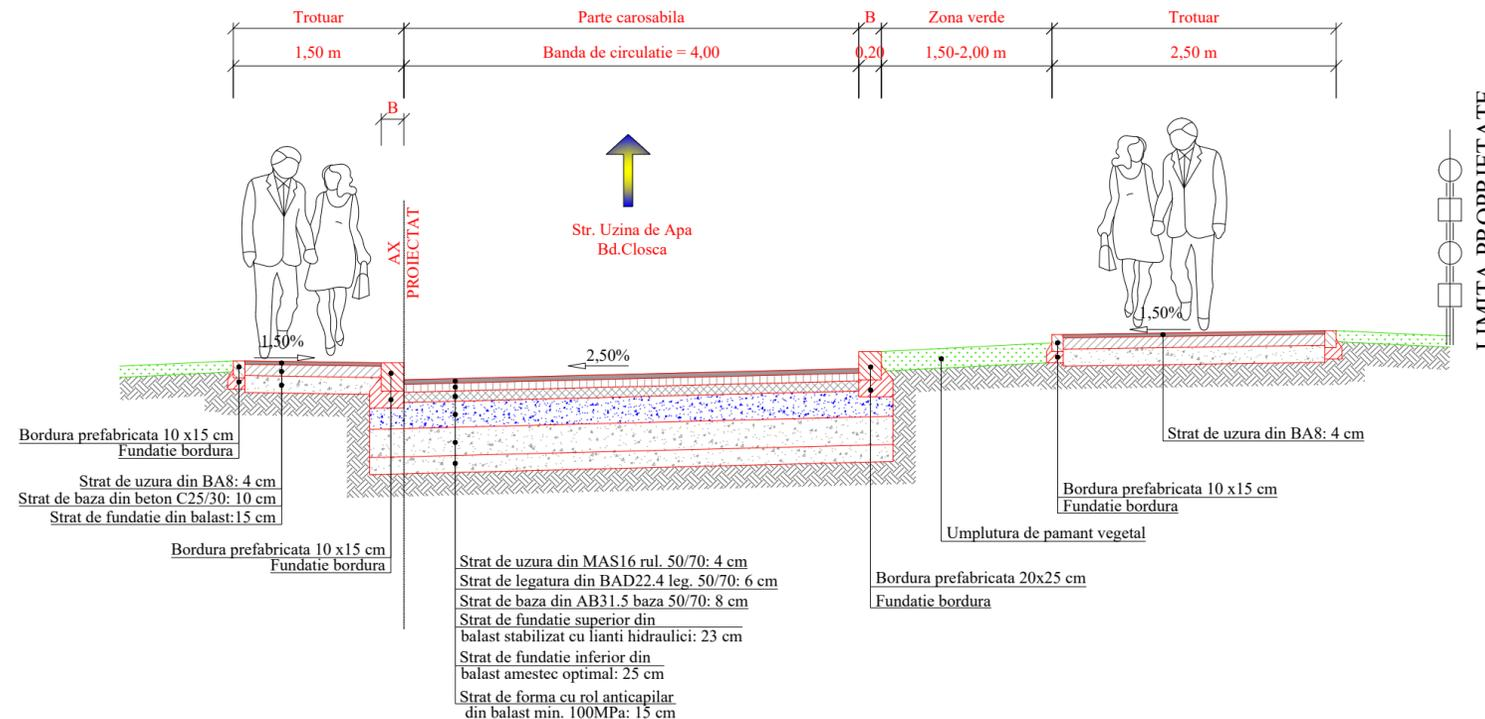 Trotuar
Parte carosabila
B
Zona verde
Trotuar
1,50 m
Banda de circulatie = 4,00
0,20
1,50-2,00 m
2,50 m
B
AX
PROIECTAT
Str. Uzina de Apa
Bd.Closca
LIMITA PROPRIETATE
1,50%
2,50%
1,50%
Bordura prefabricata 10 x15 cm
Fundatie bordura
Strat de uzura din BA8: 4 cm
Strat de baza din beton C25/30: 10 cm
Strat de fundatie din balast:15 cm
Bordura prefabricata 10 x15 cm
Fundatie bordura
Strat de uzura din MAS16 rul. 50/70: 4 cm
Strat de legatura din BAD22.4 leg. 50/70: 6 cm
Strat de baza din AB31.5 baza 50/70: 8 cm
Strat de fundatie superior din
balast stabilizat cu lianti hidraulici: 23 cm
Strat de fundatie inferior din
balast amestec optimal: 25 cm
Strat de forma cu rol anticapilar
din balast min. 100MPa: 15 cm
Bordura prefabricata 20x25 cm
Fundatie bordura
Umplutura de pamant vegetal
Bordura prefabricata 10 x15 cm
Fundatie bordura
Strat de uzura din BA8: 4 cm